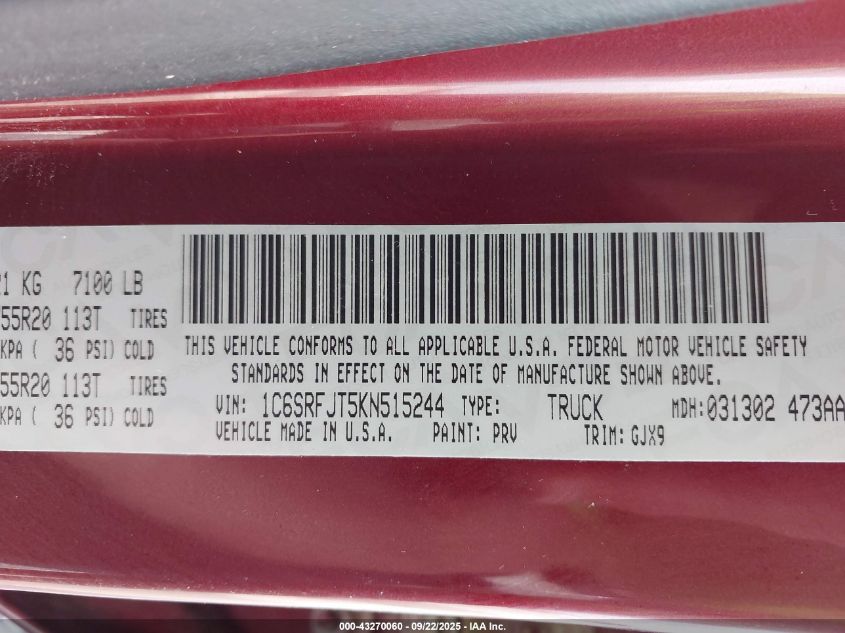 21 KG 7100 LB
55R20 113T TIRES
KPA ( 36 PSI) COLD
55R20 113T TIRES
KPA ( 36 PSI) COLD
THIS VEHICLE CONFORMS TO ALL APPLICABLE U.S.A. FEDERAL MOTOR VEHICLE SAFETY
STANDARDS IN EFFECT ON THE DATE OF MANUFACTURE SHOWN ABOVE.
VIN: 1C6SRFJT5KN515244 TYPE: TRUCK MDH:031302 473AA
VEHICLE MADE IN U.S.A. PAINT: PRV TRIM:GJX9
000-43270060 - 09/22/2025 - IAA Inc.